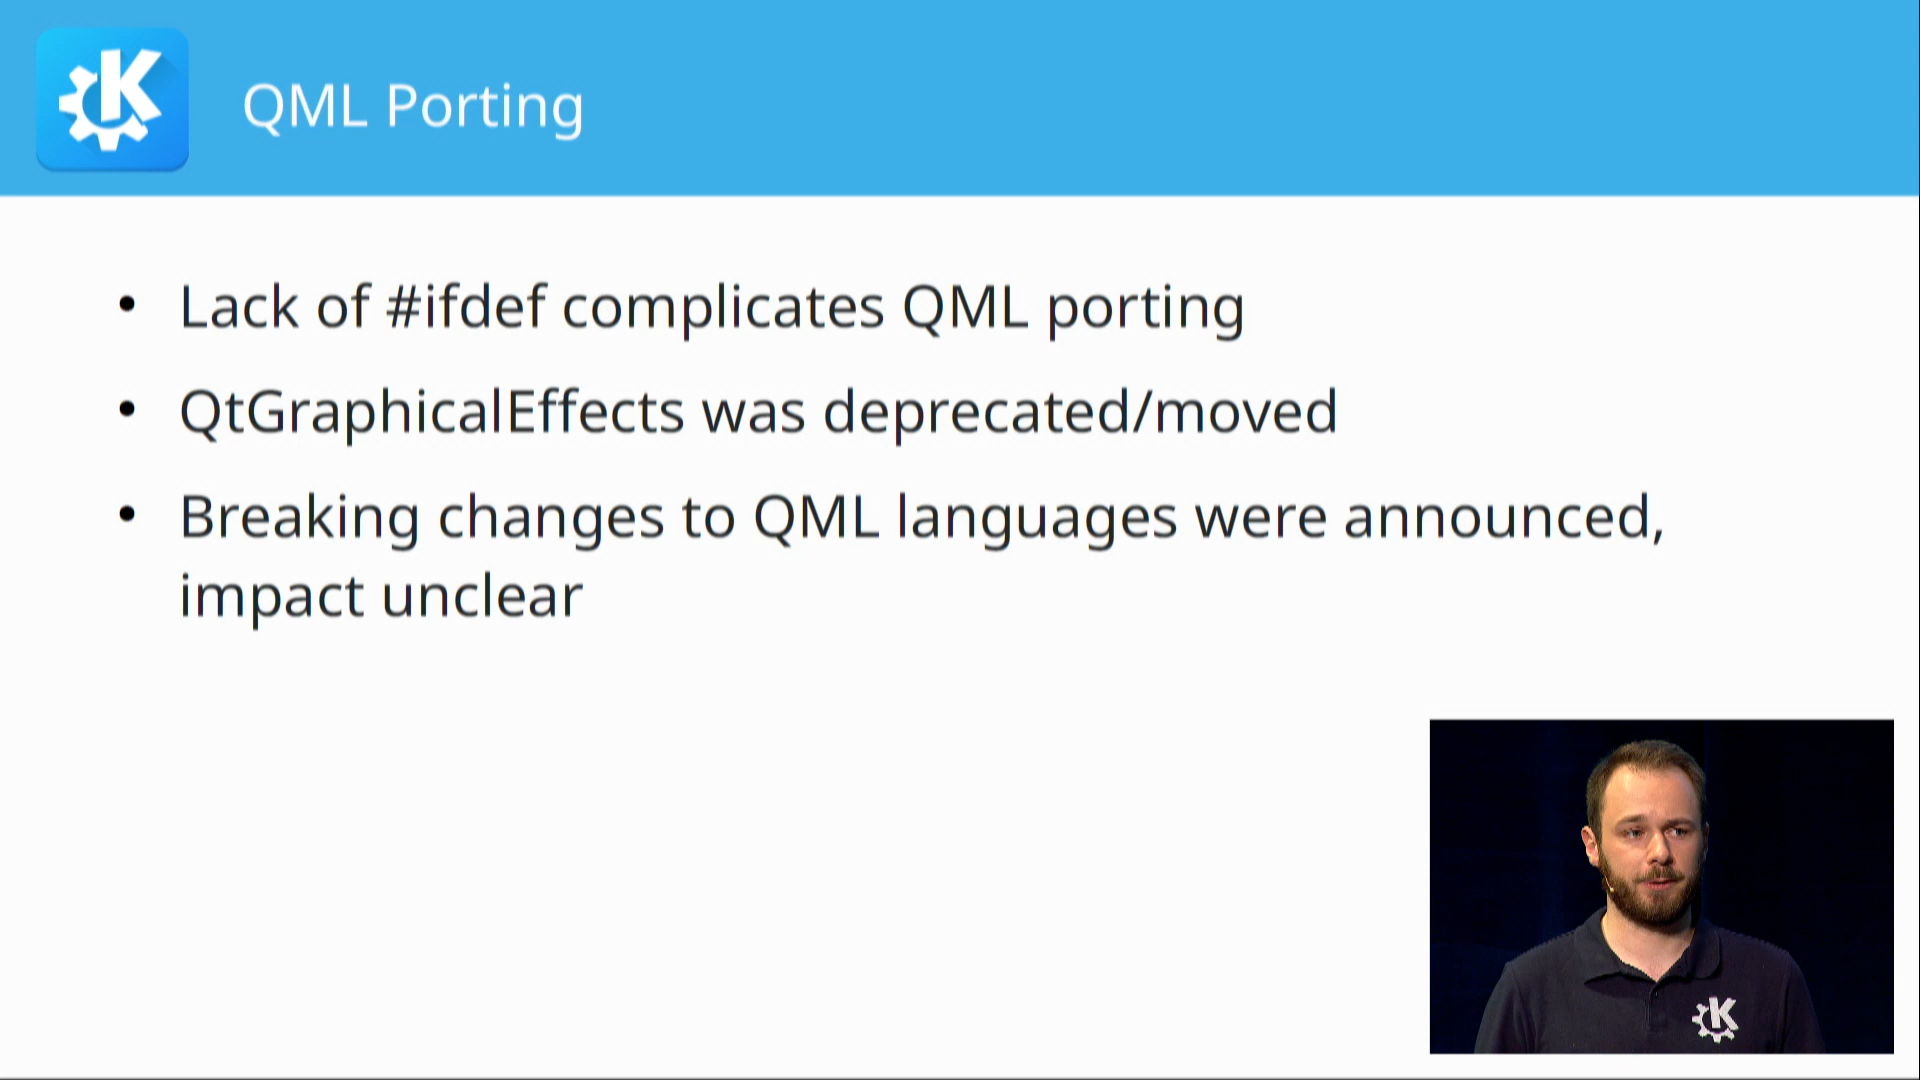 QML Porting
• Lack of #ifdef complicates QML porting
• QtGraphicalEffects was deprecated/moved
• Breaking changes to QML languages were announced,
impact unclear